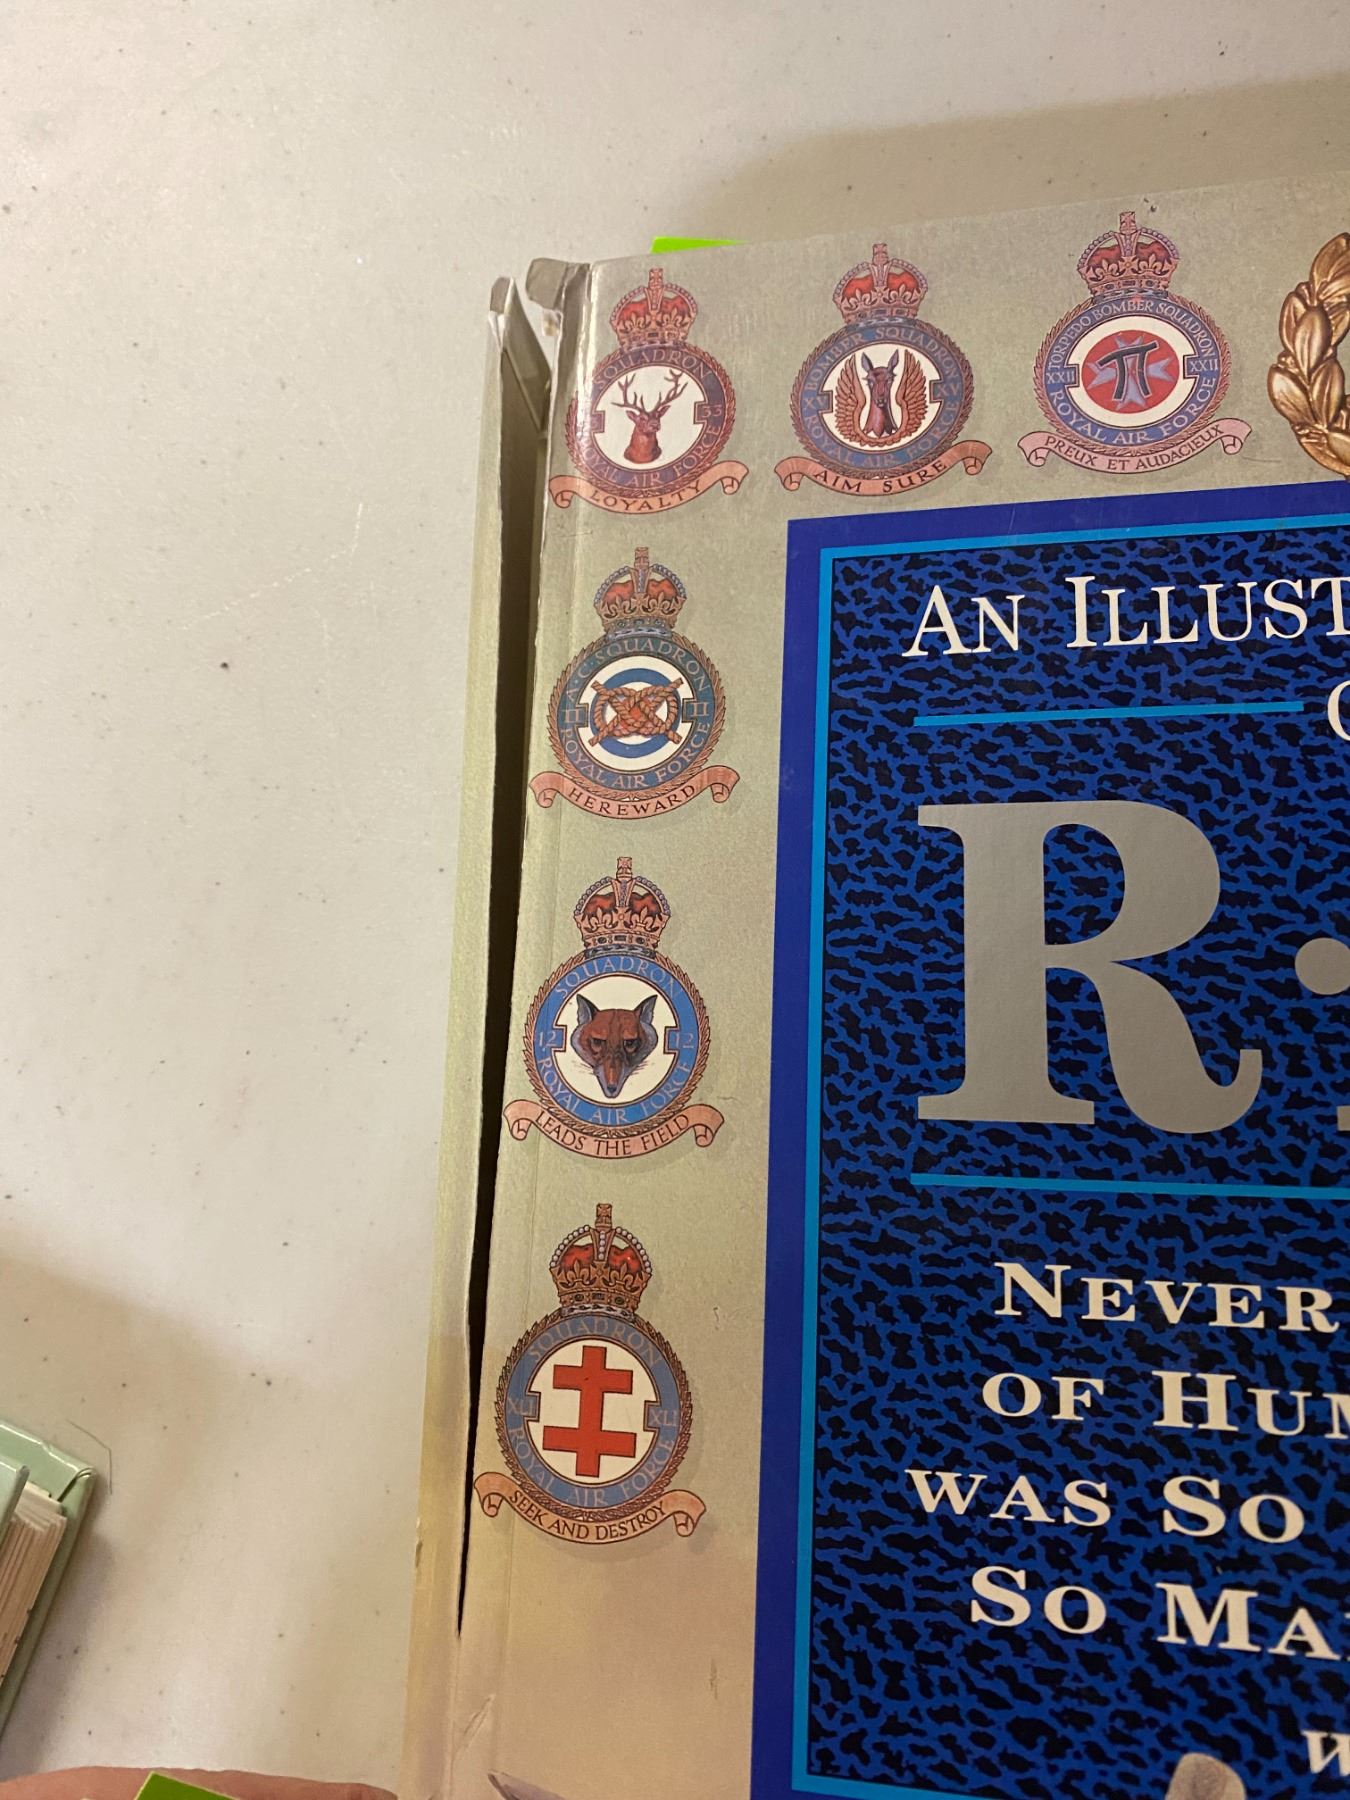 SQUADRON
33
ROYAL AIR FORCE
LOYALTY
BOMBER SQUADRON
XV XV
ROYAL AIR FORCE
AIM SURE
TORPEDO BOMBER SQUADRON
XXII XXII
ROYAL AIR FORCE
PREUX ET AUDACIEUX
A·C·SQUADRON
II II
ROYAL AIR FORCE
HEREWARD
SQUADRON
12 12
ROYAL AIR FORCE
LEADS THE FIELD
SQUADRON
XLI XLI
ROYAL AIR FORCE
SEEK AND DESTROY
AN ILLUST
R·
NEVER
OF HUM
WAS SO
SO MA
W